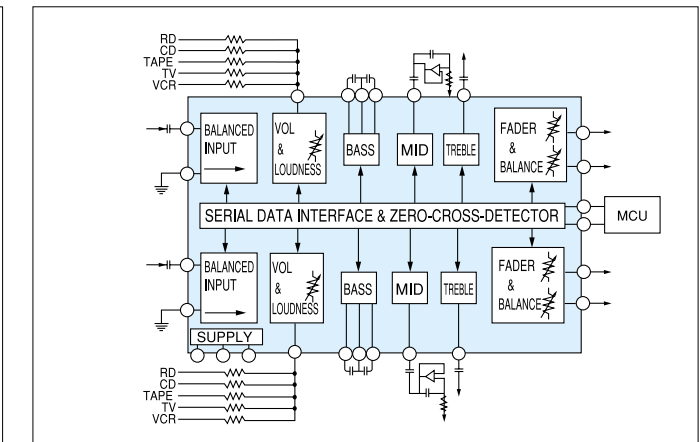 RD
CD
TAPE
TV
VCR
BALANCED
INPUT
VOL
&
LOUDNESS
BASS
MID
TREBLE
FADER
&
BALANCE
SERIAL DATA INTERFACE & ZERO-CROSS-DETECTOR
MCU
BALANCED
INPUT
VOL
&
LOUDNESS
BASS
MID
TREBLE
FADER
&
BALANCE
SUPPLY
RD
CD
TAPE
TV
VCR